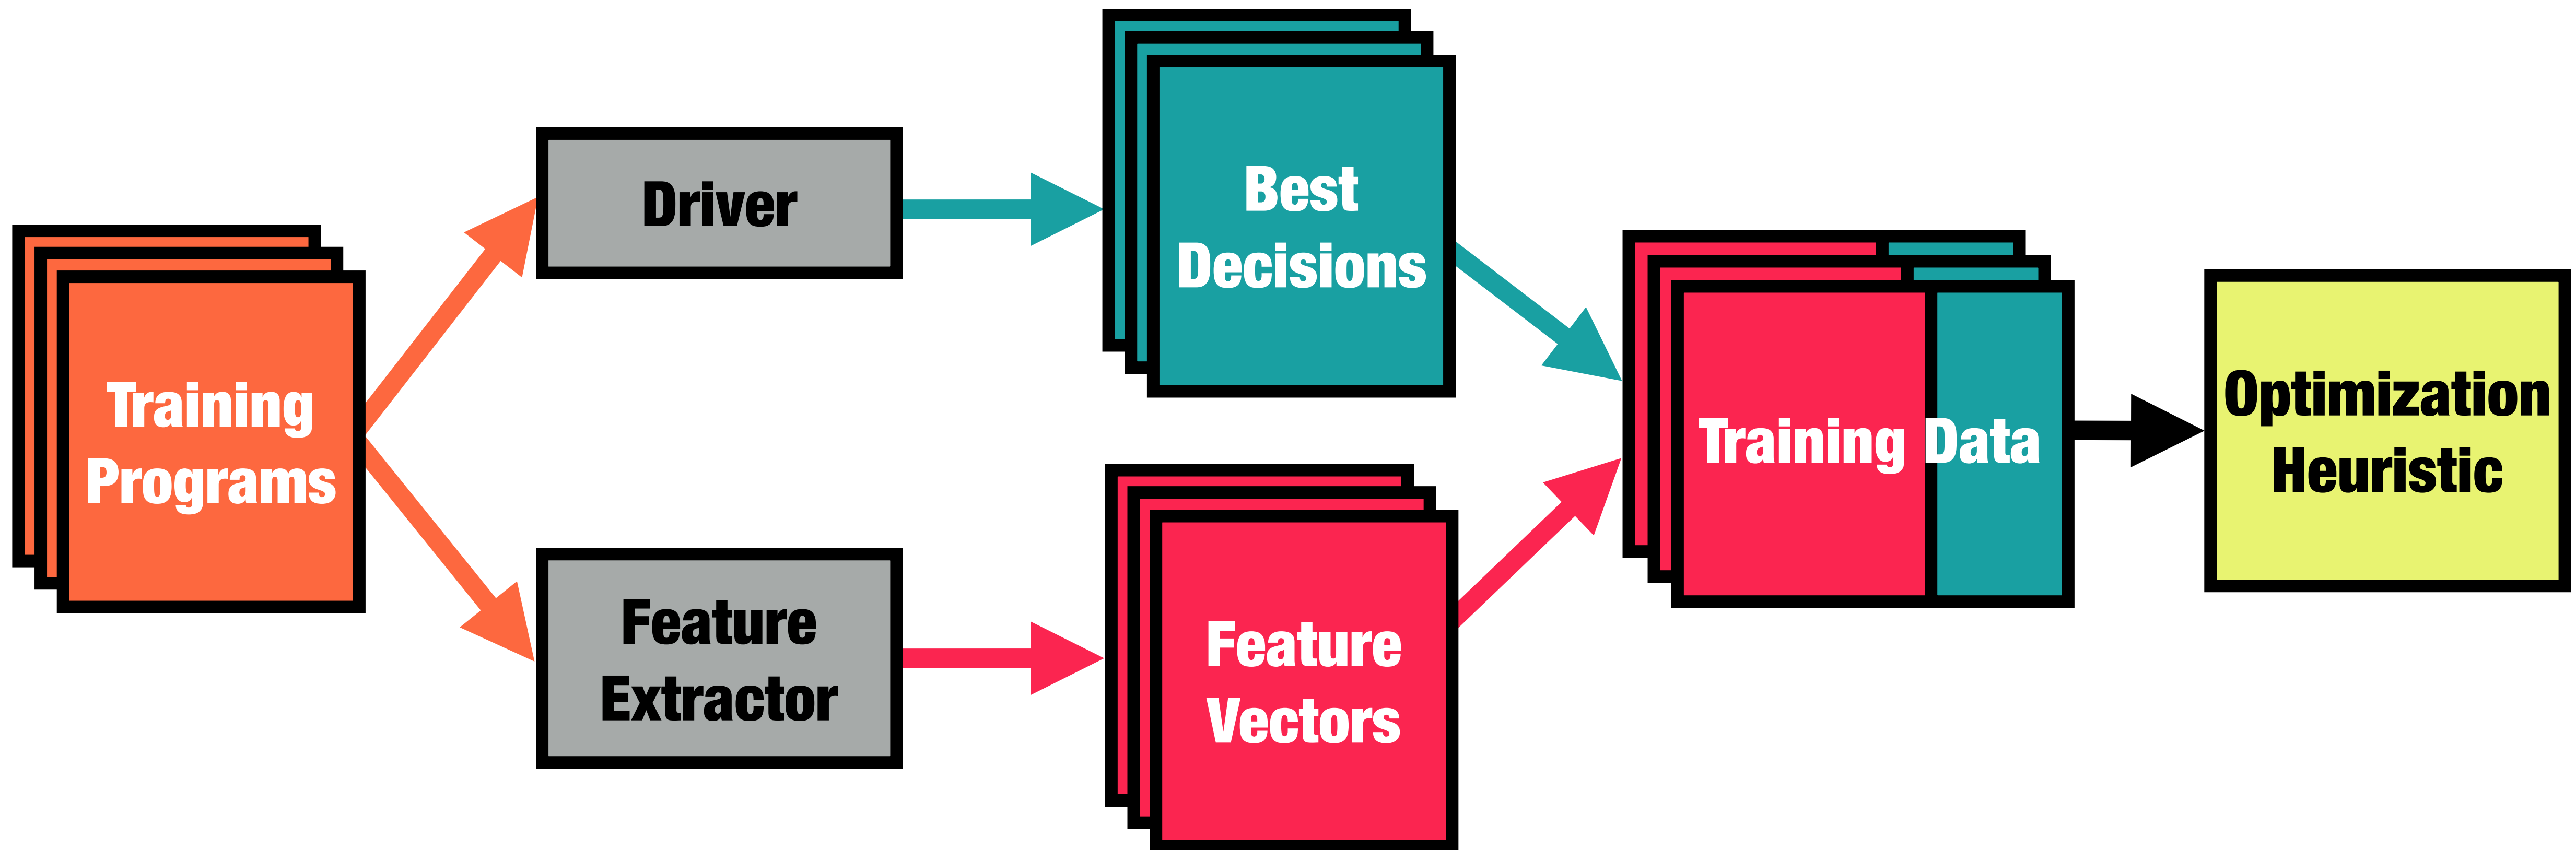 Training
Programs
Driver
Feature
Extractor
Best
Decisions
Feature
Vectors
Training Data
Optimization
Heuristic